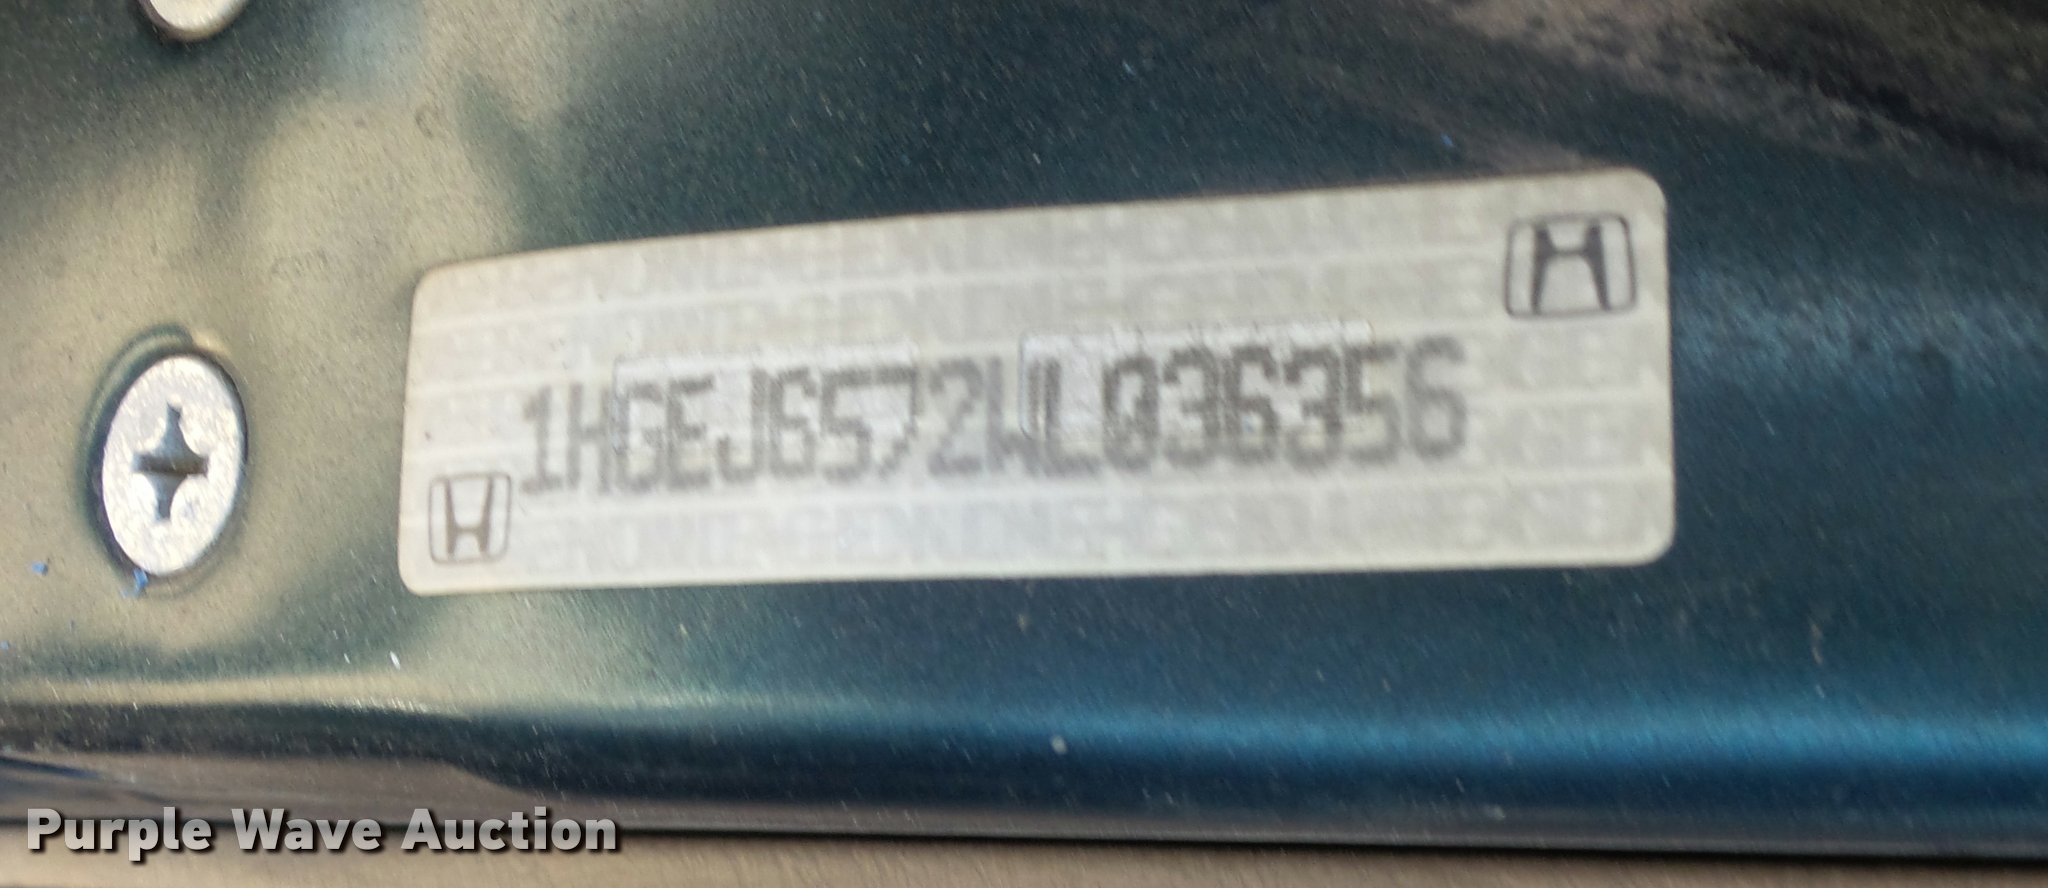 1HGEJ6572WL036356
Purple Wave Auction